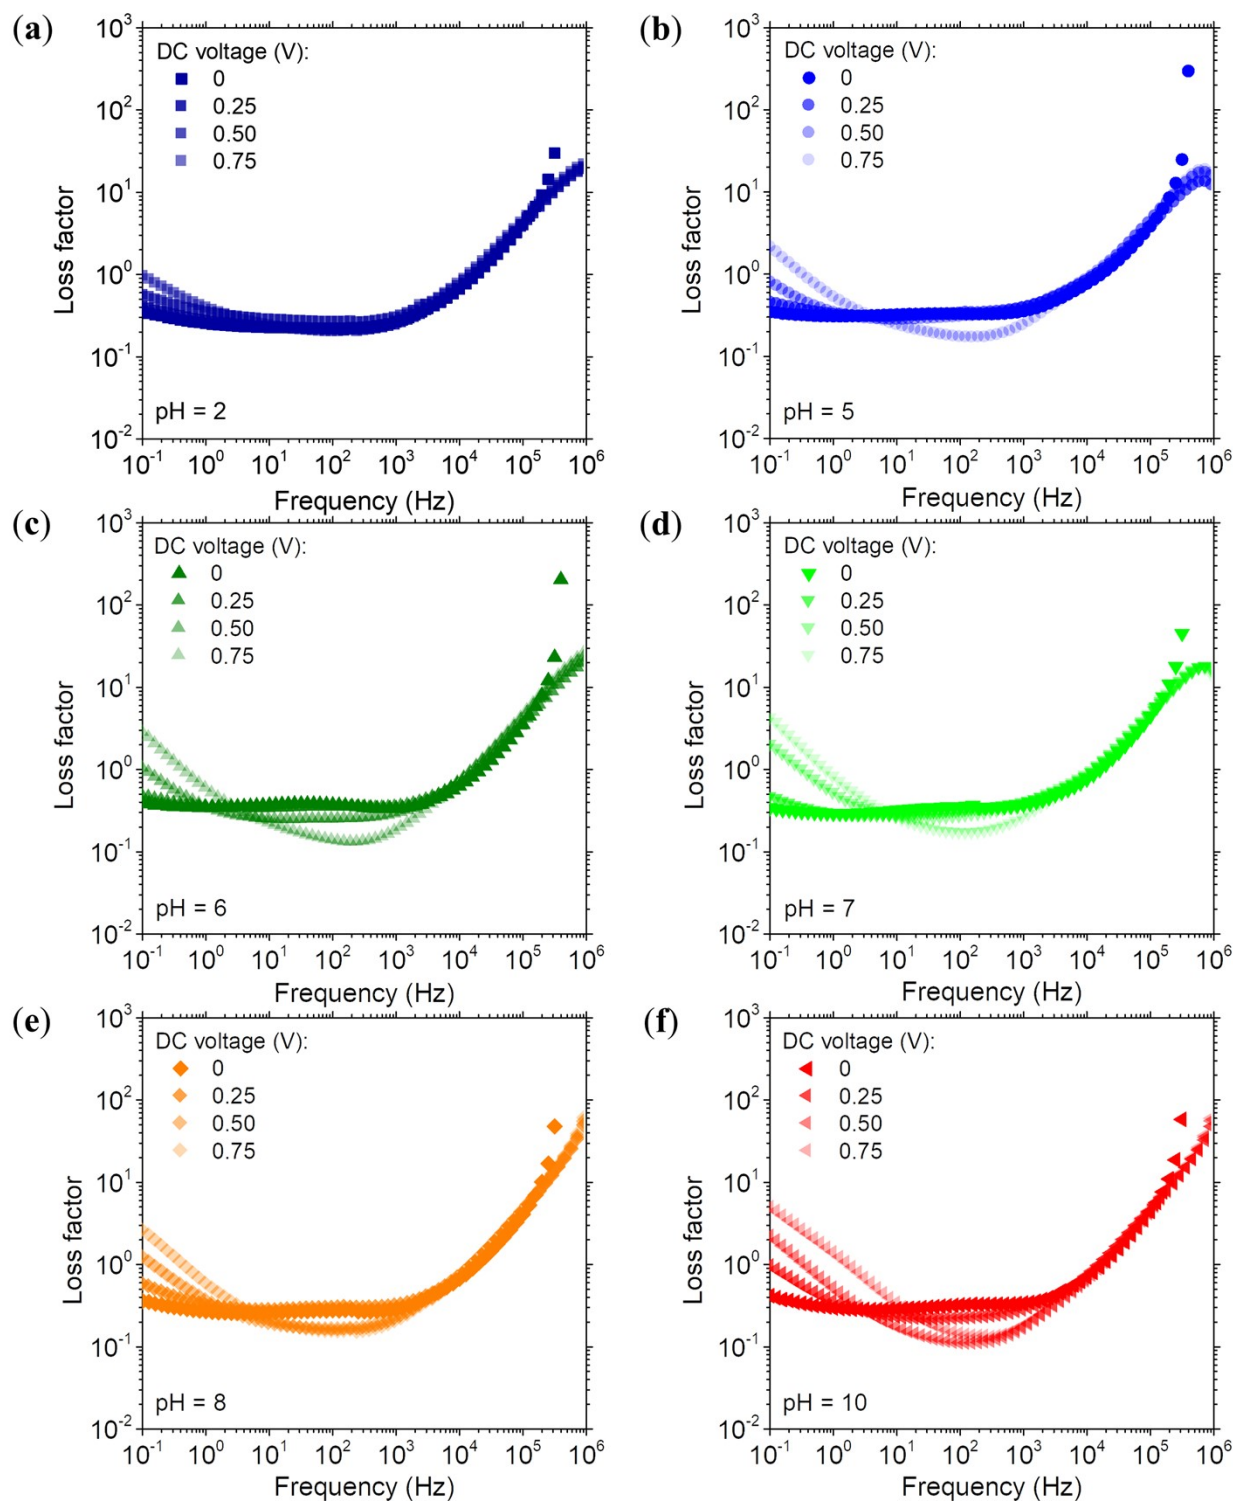 (a)
DC voltage (V):
0
0.25
0.50
0.75
pH = 2
Loss factor
10³
10²
10¹
10⁰
10⁻¹
10⁻²
10⁻¹ 10⁰ 10¹ 10² 10³ 10⁴ 10⁵ 10⁶
Frequency (Hz)
(b)
DC voltage (V):
0
0.25
0.50
0.75
pH = 5
Loss factor
10³
10²
10¹
10⁰
10⁻¹
10⁻²
10⁻¹ 10⁰ 10¹ 10² 10³ 10⁴ 10⁵ 10⁶
Frequency (Hz)
(c)
DC voltage (V):
0
0.25
0.50
0.75
pH = 6
Loss factor
10³
10²
10¹
10⁰
10⁻¹
10⁻²
10⁻¹ 10⁰ 10¹ 10² 10³ 10⁴ 10⁵ 10⁶
Frequency (Hz)
(d)
DC voltage (V):
0
0.25
0.50
0.75
pH = 7
Loss factor
10³
10²
10¹
10⁰
10⁻¹
10⁻²
10⁻¹ 10⁰ 10¹ 10² 10³ 10⁴ 10⁵ 10⁶
Frequency (Hz)
(e)
DC voltage (V):
0
0.25
0.50
0.75
pH = 8
Loss factor
10³
10²
10¹
10⁰
10⁻¹
10⁻²
10⁻¹ 10⁰ 10¹ 10² 10³ 10⁴ 10⁵ 10⁶
Frequency (Hz)
(f)
DC voltage (V):
0
0.25
0.50
0.75
pH = 10
Loss factor
10³
10²
10¹
10⁰
10⁻¹
10⁻²
10⁻¹ 10⁰ 10¹ 10² 10³ 10⁴ 10⁵ 10⁶
Frequency (Hz)